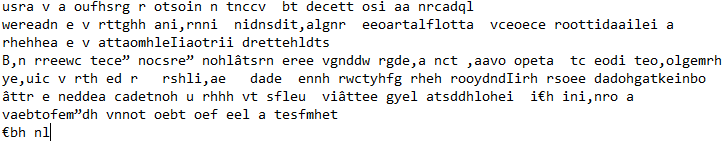 usra v a oufhsrg r otsoin n tnccv  bt decett osi aa nrcadql
wereadn e v rttghh ani,rnni  nidnsdit,algnr  eeoartalflotta  vceoece roottidaailei a
rhehhea e v attaomhleIiaotrii drettehldts
B,n rreewc tece” nocsre” nohlâtsrn eree vgnddw rgde,a nct ,aavo opeta  tc eodi teo,olgemrh
ye,uic v rth ed r   rshli,ae   dade  ennh rwctyhfg rheh rooydndIirh rsoee dadohgatkeinbo
âttr e neddea cadetnoh u rhhh vt sfleu  viâttee gyel atsddhlohei  i€h ini,nro a
vaebtofem”dh vnnot oebt oef eel a tesfmhet
€bh nl